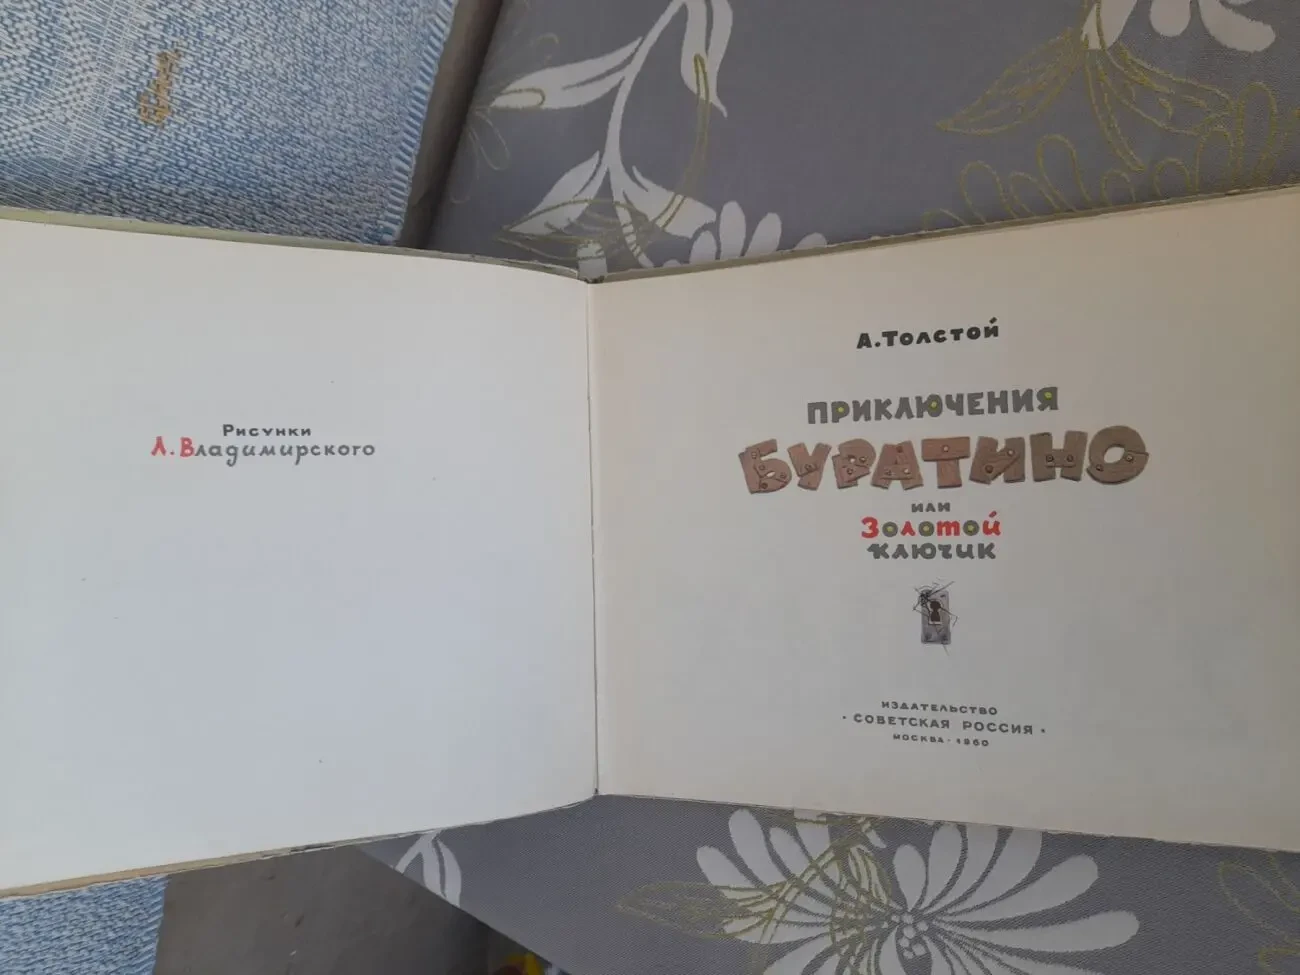 Рисунки
Л. Владимирского
А. Толстой
ПРИКЛЮЧЕНИЯ
БУРАТИНО
ИЛИ
Золотой
ключик
ИЗДАТЕЛЬСТВО
• СОВЕТСКАЯ РОССИЯ •
МОСКВА • 1960